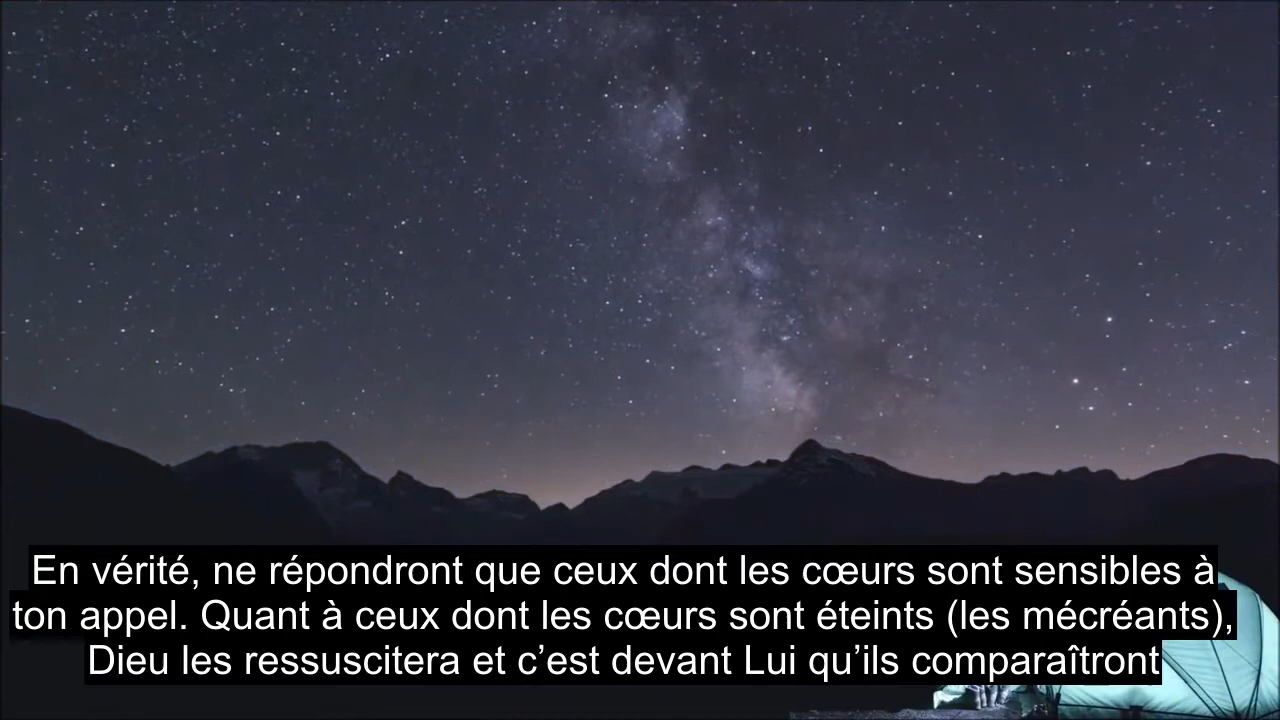 En vérité, ne répondront que ceux dont les cœurs sont sensibles à
ton appel. Quant à ceux dont les cœurs sont éteints (les mécréants),
Dieu les ressuscitera et c’est devant Lui qu’ils comparaîtront